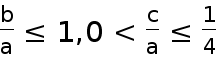 b/a ≤ 1,0 < c/a ≤ 1/4